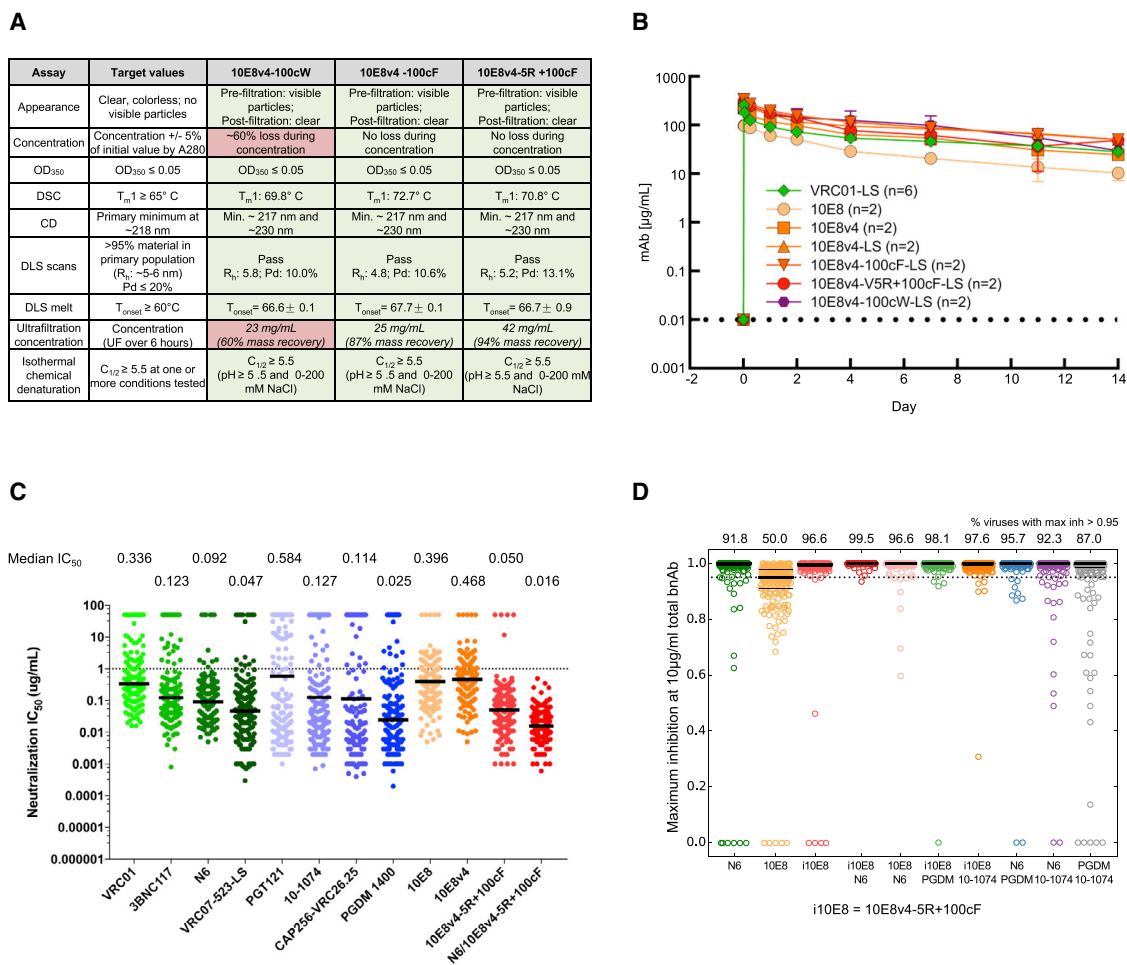 A
Assay Target values 10E8v4-100cW 10E8v4 -100cF 10E8v4-5R +100cF
Appearance
Clear, colorless; no
visible particles
Pre-filtration: visible
particles;
Post-filtration: clear
Pre-filtration: visible
particles;
Post-filtration: clear
Pre-filtration: visible
particles;
Post-filtration: clear
Concentration
Concentration +/- 5%
of initial value by A280
~60% loss during
concentration
No loss during
concentration
No loss during
concentration
OD350
OD350 ≤ 0.05
OD350 ≤ 0.05
OD350 ≤ 0.05
OD350 ≤ 0.05
DSC
Tm1 ≥ 65° C
Tm1: 69.8° C
Tm1: 72.7° C
Tm1: 70.8° C
CD
Primary minimum at
~218 nm
Min. ~ 217 nm and
~230 nm
Min. ~ 217 nm and
~230 nm
Min. ~ 217 nm and
~230 nm
DLS scans
>95% material in
primary population
(Rh: ~5-6 nm)
Pd ≤ 20%
Pass
Rh: 5.8; Pd: 10.0%
Pass
Rh: 4.8; Pd: 10.6%
Pass
Rh: 5.2; Pd: 13.1%
DLS melt
Tonset ≥ 60°C
Tonset= 66.6± 0.1
Tonset= 67.7± 0.1
Tonset= 66.7± 0.9
Ultrafiltration
concentration
Concentration
(UF over 6 hours)
23 mg/mL
(60% mass recovery)
25 mg/mL
(87% mass recovery)
42 mg/mL
(94% mass recovery)
Isothermal
chemical
denaturation
C1/2 ≥ 5.5 at one or
more conditions tested
C1/2 ≥ 5.5
(pH ≥ 5 .5 and 0-200
mM NaCl)
C1/2 ≥ 5.5
(pH ≥ 5 .5 and 0-200
mM NaCl)
C1/2 ≥ 5.5
(pH ≥ 5.5 and 0-200 mM
NaCl)
B
mAb [µg/mL]
1000
100
10
1
0.1
0.01
0.001
VRC01-LS (n=6)
10E8 (n=2)
10E8v4 (n=2)
10E8v4-LS (n=2)
10E8v4-100cF-LS (n=2)
10E8v4-V5R+100cF-LS (n=2)
10E8v4-100cW-LS (n=2)
-2 0 2 4 6 8 10 12 14
Day
C
Median IC50
0.336 0.092 0.584 0.114 0.396 0.050
0.123 0.047 0.127 0.025 0.468 0.016
Neutralization IC50 (ug/mL)
100
10
1
0.1
0.01
0.001
0.0001
0.00001
0.000001
VRC01
3BNC117
N6
VRC07-523-LS
PGT121
10-1074
CAP256-VRC26.25
PGDM 1400
10E8
10E8v4
10E8v4-5R+100cF
N6/10E8v4-5R+100cF
D
% viruses with max inh > 0.95
91.8 50.0 96.6 99.5 96.6 98.1 97.6 95.7 92.3 87.0
Maximum inhibition at 10µg/ml total bnAb
1.0
0.8
0.6
0.4
0.2
0.0
N6 10E8 i10E8 i10E8 10E8 i10E8 i10E8 N6 N6 PGDM
N6 N6 PGDM 10-1074 PGDM 10-1074 10-1074
i10E8 = 10E8v4-5R+100cF